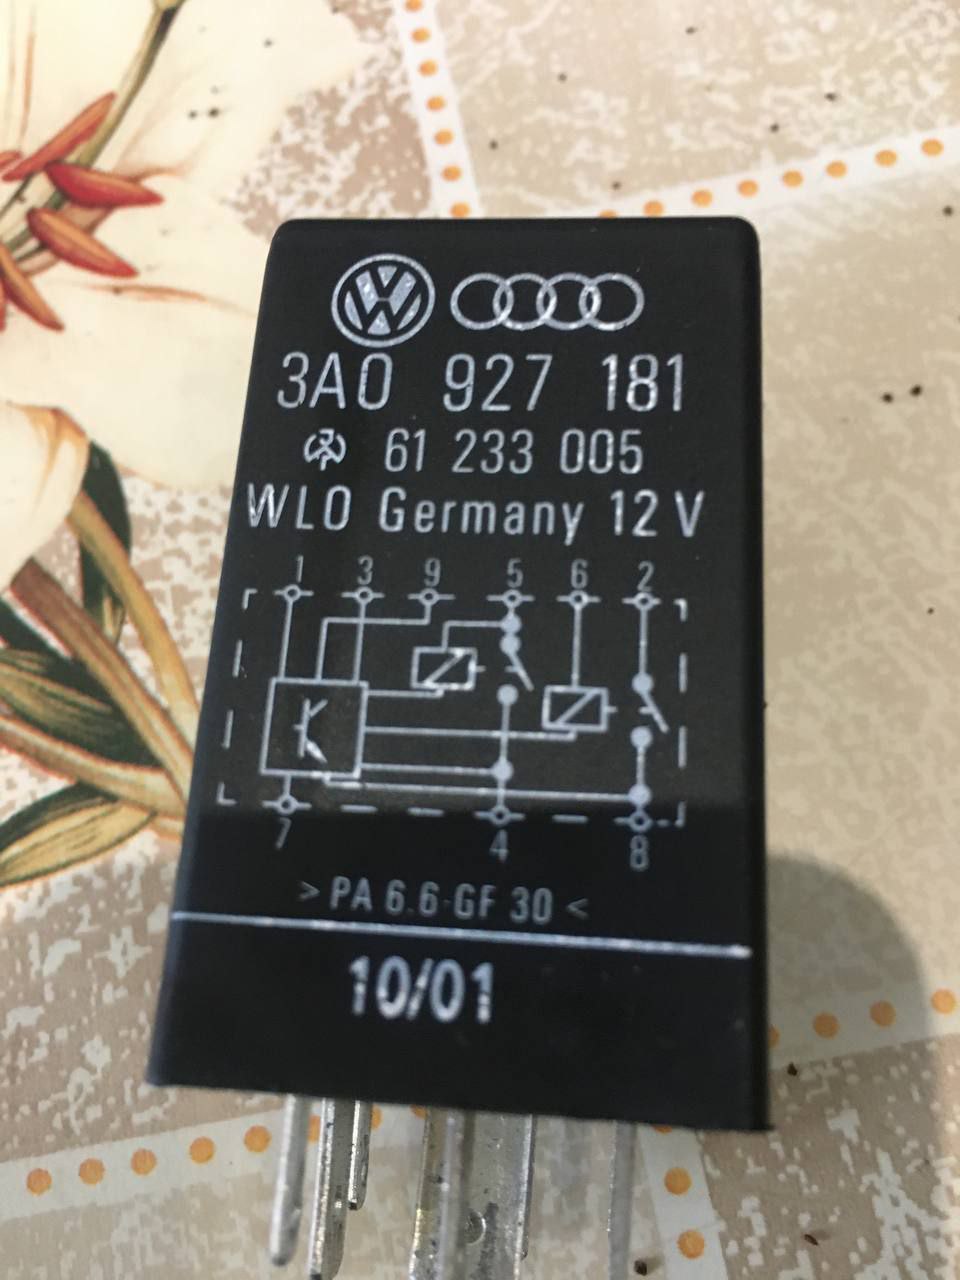 3A0 927 181
61 233 005
WLO Germany 12 V
1 3 9 5 6 2
7 4 8
> PA 6.6-GF 30 <
10/01